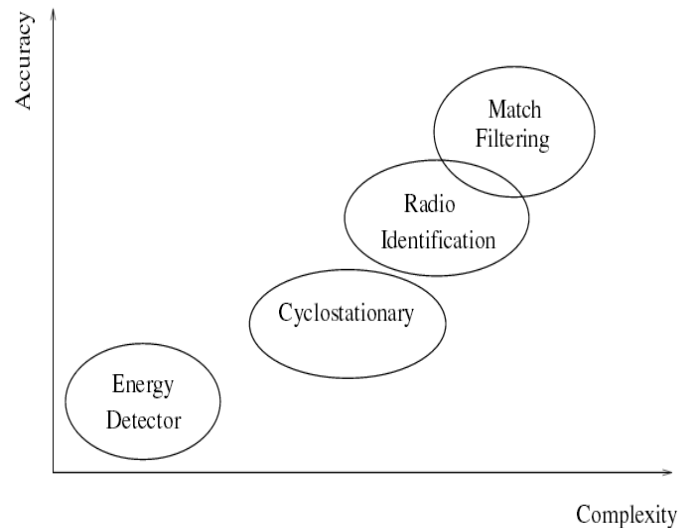 Accuracy
Match
Filtering
Radio
Identification
Cyclostationary
Energy
Detector
Complexity